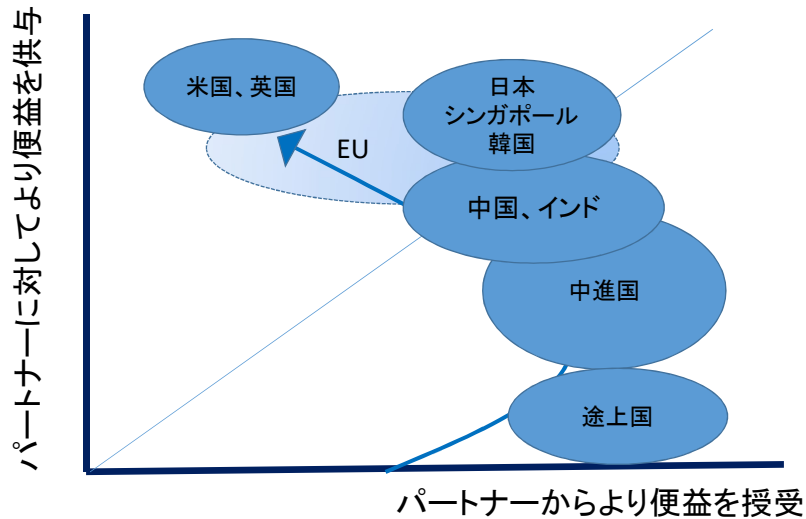 パートナーに対してより便益を供与
米国、英国
日本
シンガポール
韓国
EU
中国、インド
中進国
途上国
パートナーからより便益を授受